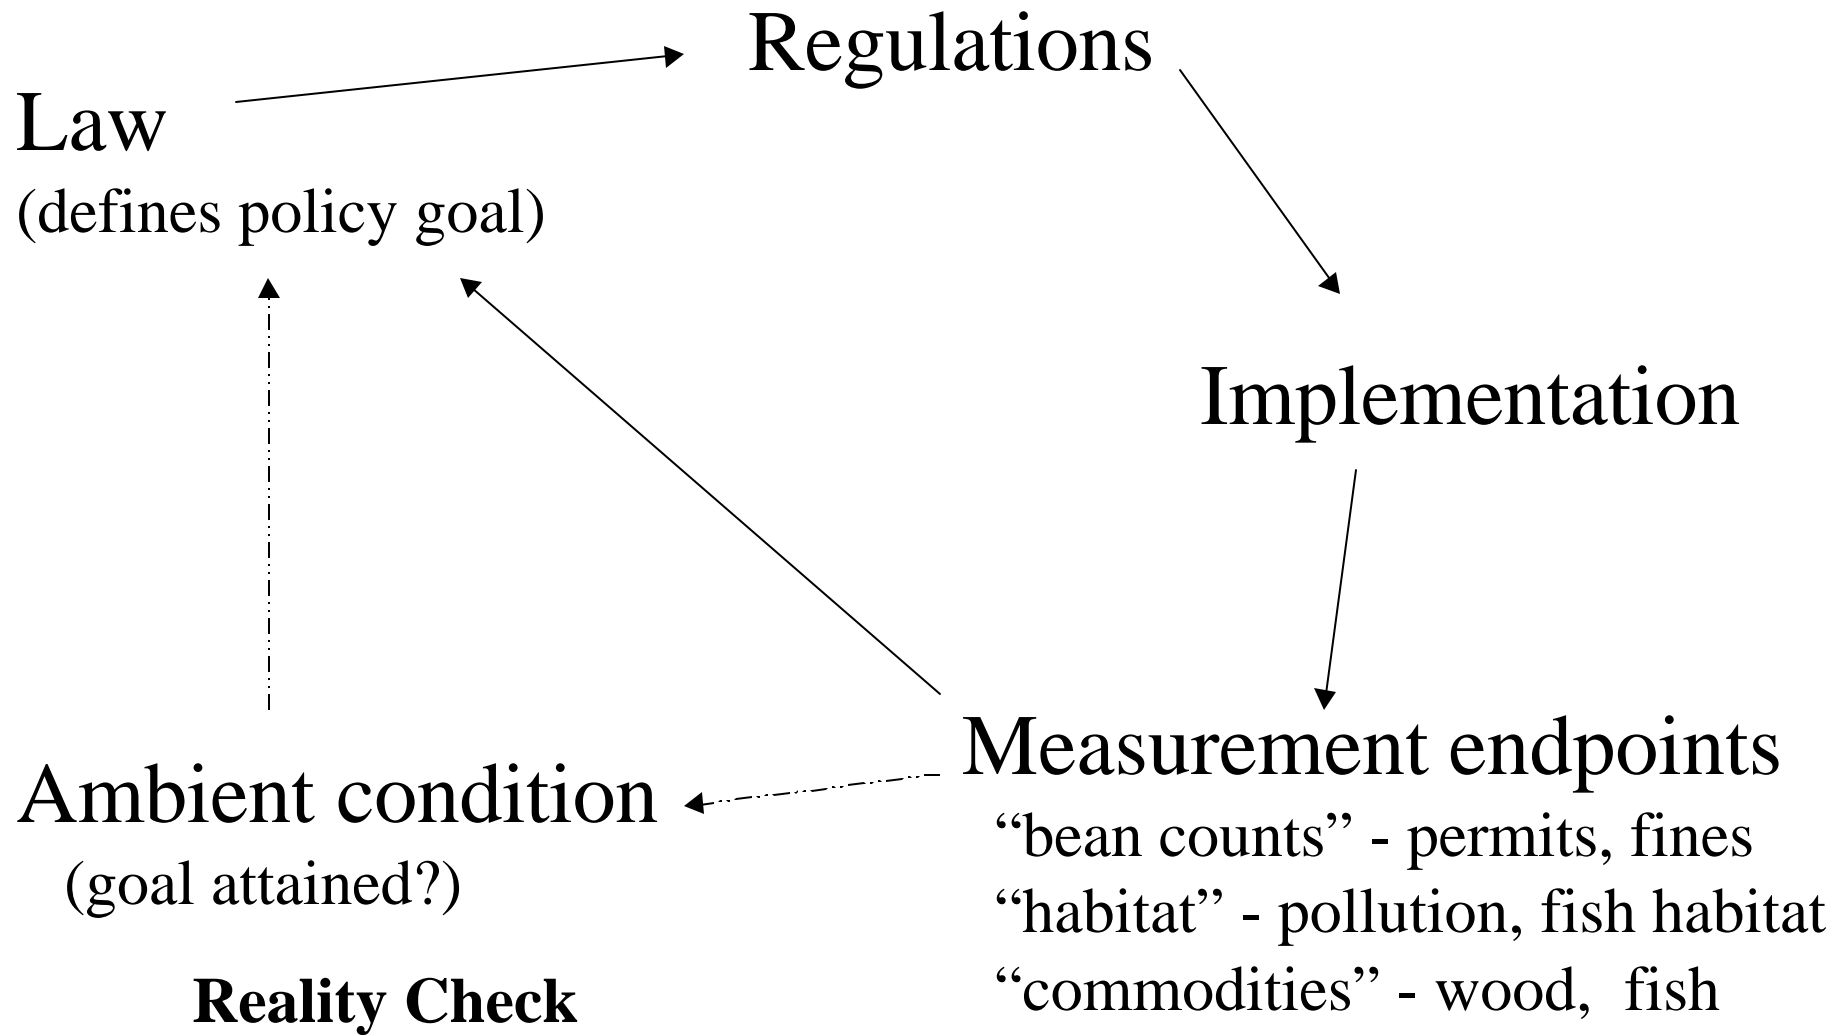 Regulations
Law
(defines policy goal)
Implementation
Measurement endpoints
“bean counts” - permits, fines
“habitat” - pollution, fish habitat
“commodities” - wood,  fish
Ambient condition
(goal attained?)
Reality Check